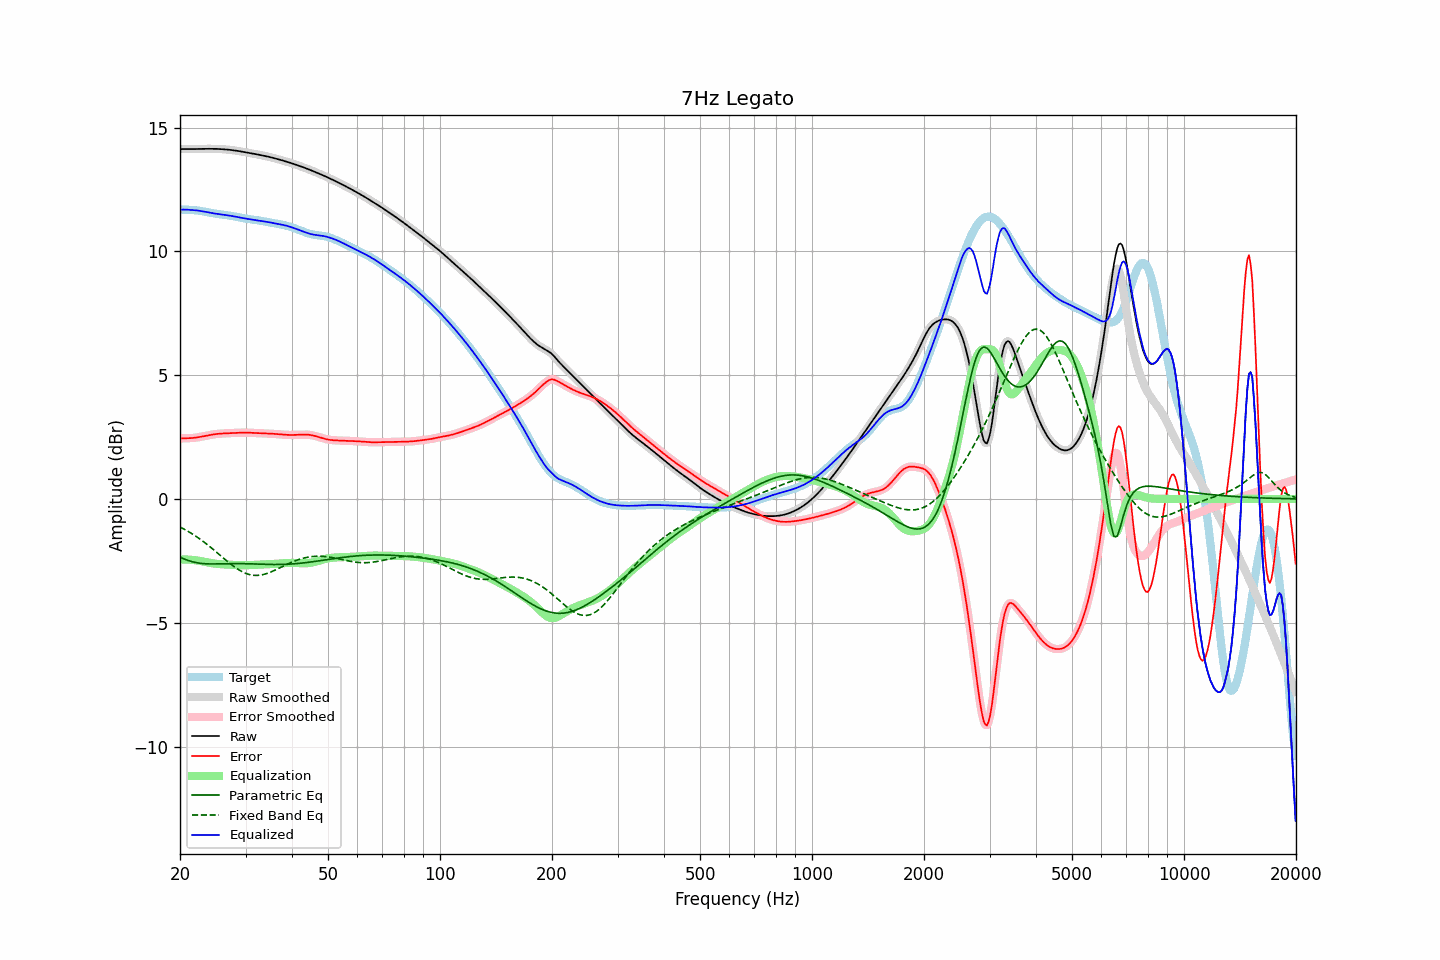 7Hz Legato
Amplitude (dBr)
15
10
5
0
−5
−10
Target
Raw Smoothed
Error Smoothed
Raw
Error
Equalization
Parametric Eq
Fixed Band Eq
Equalized
20 50 100 200 500 1000 2000 5000 10000 20000
Frequency (Hz)